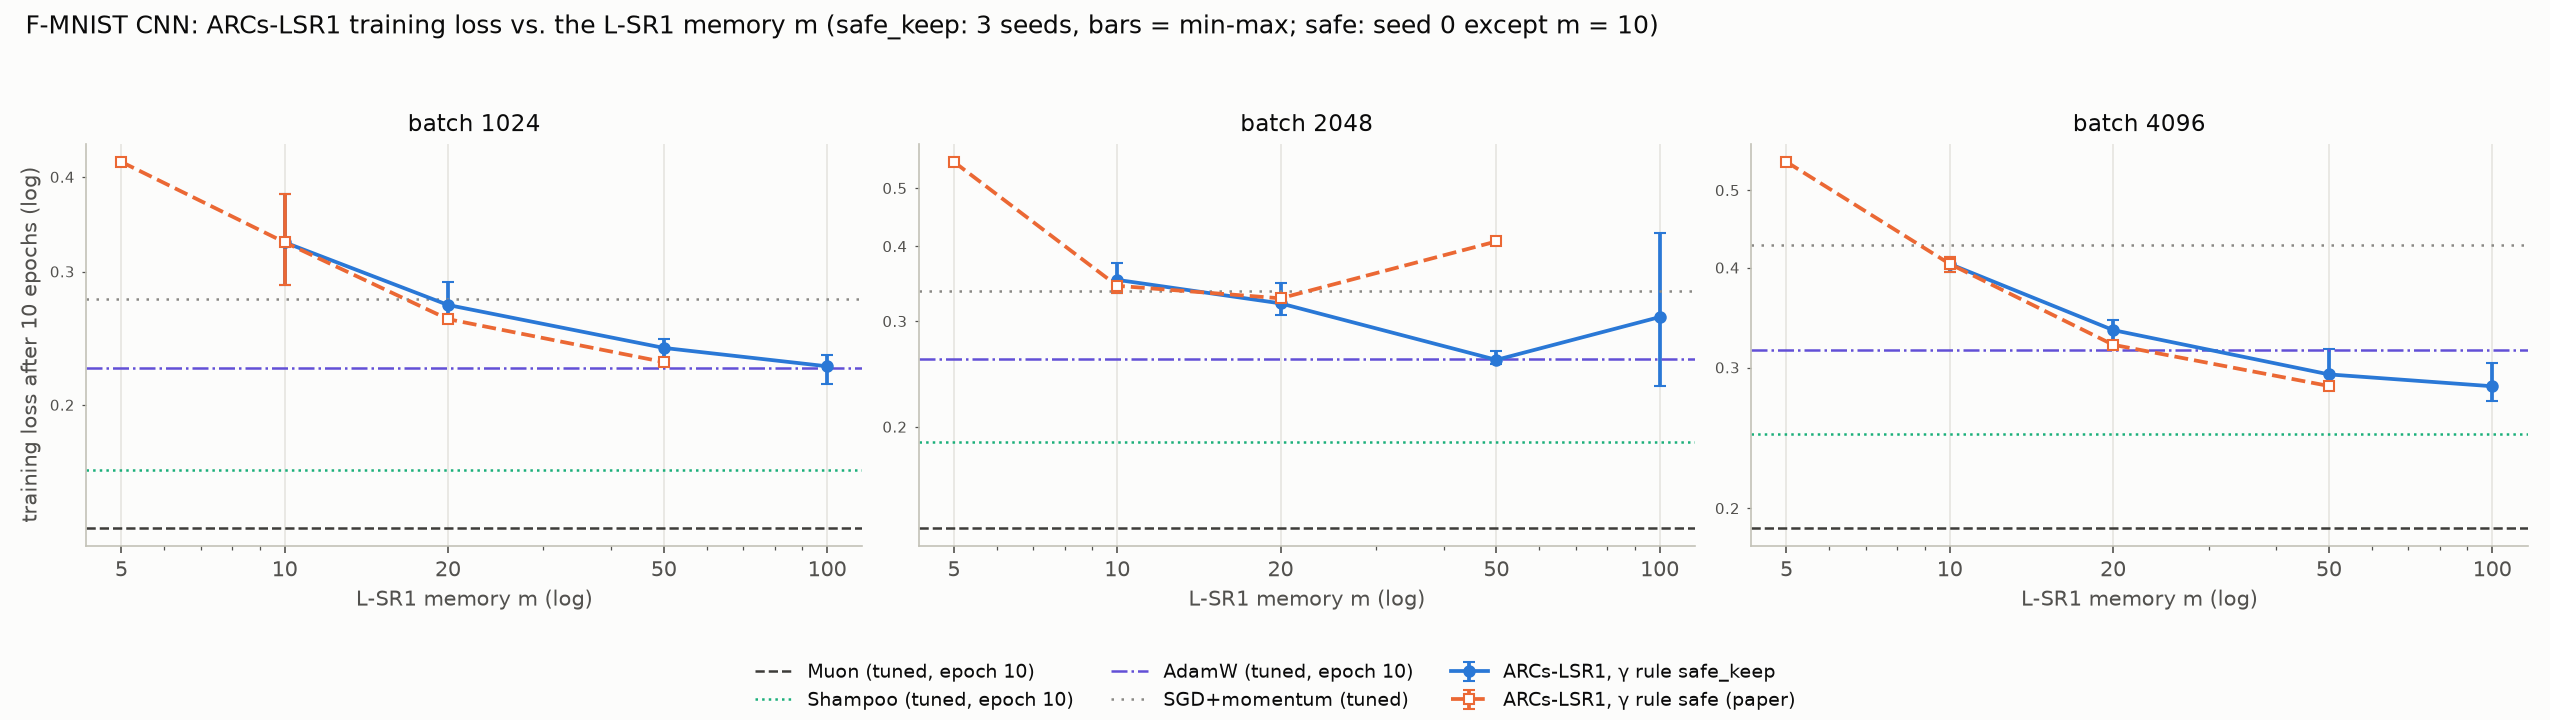 F-MNIST CNN: ARCs-LSR1 training loss vs. the L-SR1 memory m (safe_keep: 3 seeds, bars = min-max; safe: seed 0 except m = 10)
batch 1024
training loss after 10 epochs (log)
0.4
0.3
0.2
5 10 20 50 100
L-SR1 memory m (log)
batch 2048
0.5
0.4
0.3
0.2
5 10 20 50 100
L-SR1 memory m (log)
batch 4096
0.5
0.4
0.3
0.2
5 10 20 50 100
L-SR1 memory m (log)
Muon (tuned, epoch 10)
Shampoo (tuned, epoch 10)
AdamW (tuned, epoch 10)
SGD+momentum (tuned)
ARCs-LSR1, γ rule safe_keep
ARCs-LSR1, γ rule safe (paper)